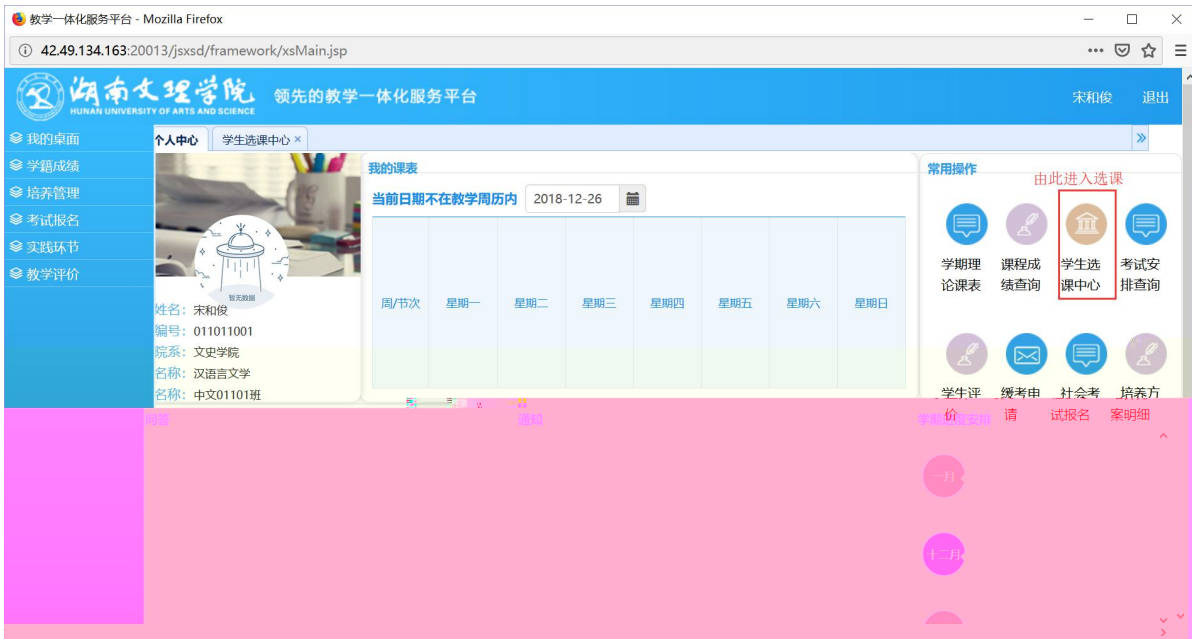 教学一体化服务平台 - Mozilla Firefox
42.49.134.163:20013/jsxsd/framework/xsMain.jsp
湖南文理学院
HUNAN UNIVERSITY OF ARTS AND SCIENCE
领先的教学一体化服务平台
宋和俊 退出
我的桌面
学籍成绩
培养管理
考试报名
实践环节
教学评价
个人中心 学生选课中心 ×
暂无数据
姓名：宋和俊
编号：011011001
院系：文史学院
名称：汉语言文学
名称：中文01101班
我的课表
当前日期不在教学周历内 2018-12-26
周/节次 星期一 星期二 星期三 星期四 星期五 星期六 星期日
常用操作
由此进入选课
学期理 课程成 学生选 考试安
论课表 绩查询 课中心 排查询
学生评 缓考申 社会考 培养方
价 请 试报名 案明细
问答 通知
一月
十二月